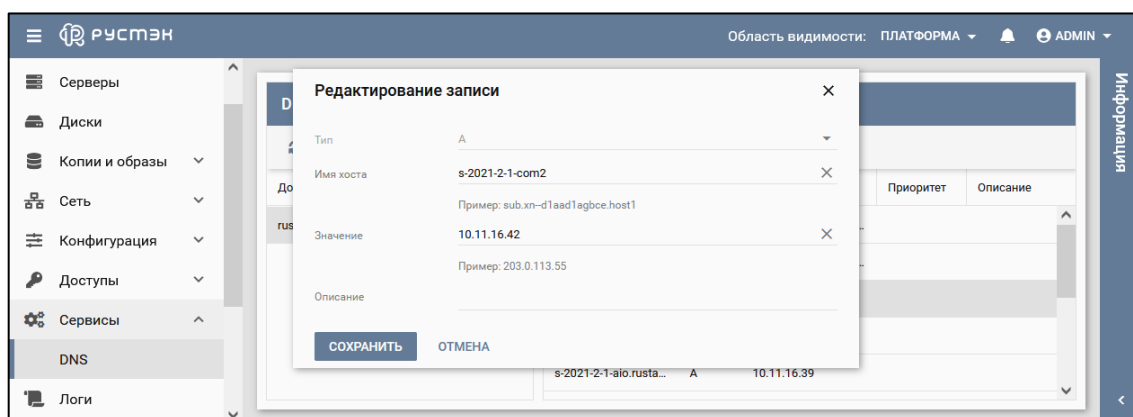 РУСТЭК
Область видимости: ПЛАТФОРМА
ADMIN
Серверы
Диски
Копии и образы
Сеть
Конфигурация
Доступы
Сервисы
DNS
Логи
D
До
rus
Редактирование записи
Тип
A
Имя хоста
s-2021-2-1-com2
Пример: sub.xn--d1aad1agbce.host1
Значение
10.11.16.42
Пример: 203.0.113.55
Описание
СОХРАНИТЬ ОТМЕНА
Приоритет Описание
s-2021-2-1-aio.rusta... A 10.11.16.39
Информация